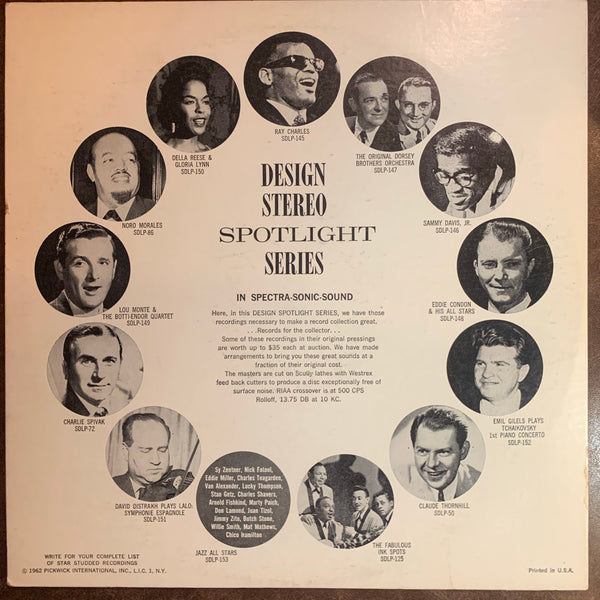 RAY CHARLES
SDLP-145
DELLA REESE &
GLORIA LYNN
SDLP-150
THE ORIGINAL DORSEY
BROTHERS ORCHESTRA
SDLP-147
NORO MORALES
SDLP-86
SAMMY DAVIS, JR.
SDLP-146
DESIGN
STEREO
SPOTLIGHT
SERIES
IN SPECTRA-SONIC-SOUND
Here, in this DESIGN SPOTLIGHT SERIES, we have those
recordings necessary to make a record collection great.
. . .Records for the collector. . .
Some of these recordings in their original pressings
are worth up to $35 each at auction. We have made
arrangements to bring you these great sounds at a
fraction of their original cost.
The masters are cut on Scully lathes with Westrex
feed back cutters to produce a disc exceptionally free of
surface noise. RIAA crossover is at 500 CPS
Rolloff, 13.75 DB at 10 KC.
LOU MONTE &
THE BOTTI-ENDOR QUARTET
SDLP-149
EDDIE CONDON
& HIS ALL STARS
SDLP-148
CHARLIE SPIVAK
SDLP-72
EMIL GILELS PLAYS
TCHAIKOVSKY
1st PIANO CONCERTO
SDLP-152
DAVID OISTRAKH PLAYS LALO:
SYMPHONIE ESPAGNOLE
SDLP-151
CLAUDE THORNHILL
SDLP-50
Sy Zentner, Nick Fatool,
Eddie Miller, Charles Teagarden,
Van Alexander, Lucky Thompson,
Stan Getz, Charles Shavers,
Arnold Fishkind, Marty Paich,
Don Lamond, Juan Tizol,
Jimmy Zito, Butch Stone,
Willie Smith, Mat Mathews,
Chico Hamilton
JAZZ ALL STARS
SDLP-153
THE FABULOUS
INK SPOTS
SDLP-125
WRITE FOR YOUR COMPLETE LIST
OF STAR STUDDED RECORDINGS
© 1962 PICKWICK INTERNATIONAL, INC., L.I.C. 1, N.Y.
Printed in U.S.A.